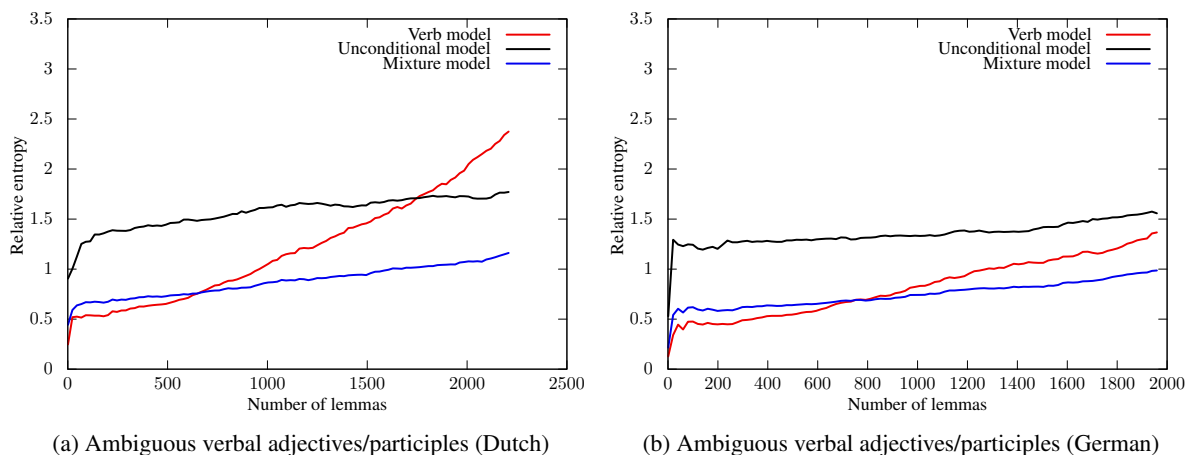 3.5
3
2.5
2
1.5
1
0.5
0
Relative entropy
Verb model
Unconditional model
Mixture model
0 500 1000 1500 2000 2500
Number of lemmas
(a) Ambiguous verbal adjectives/participles (Dutch)
3.5
3
2.5
2
1.5
1
0.5
0
Relative entropy
Verb model
Unconditional model
Mixture model
0 200 400 600 800 1000 1200 1400 1600 1800 2000
Number of lemmas
(b) Ambiguous verbal adjectives/participles (German)